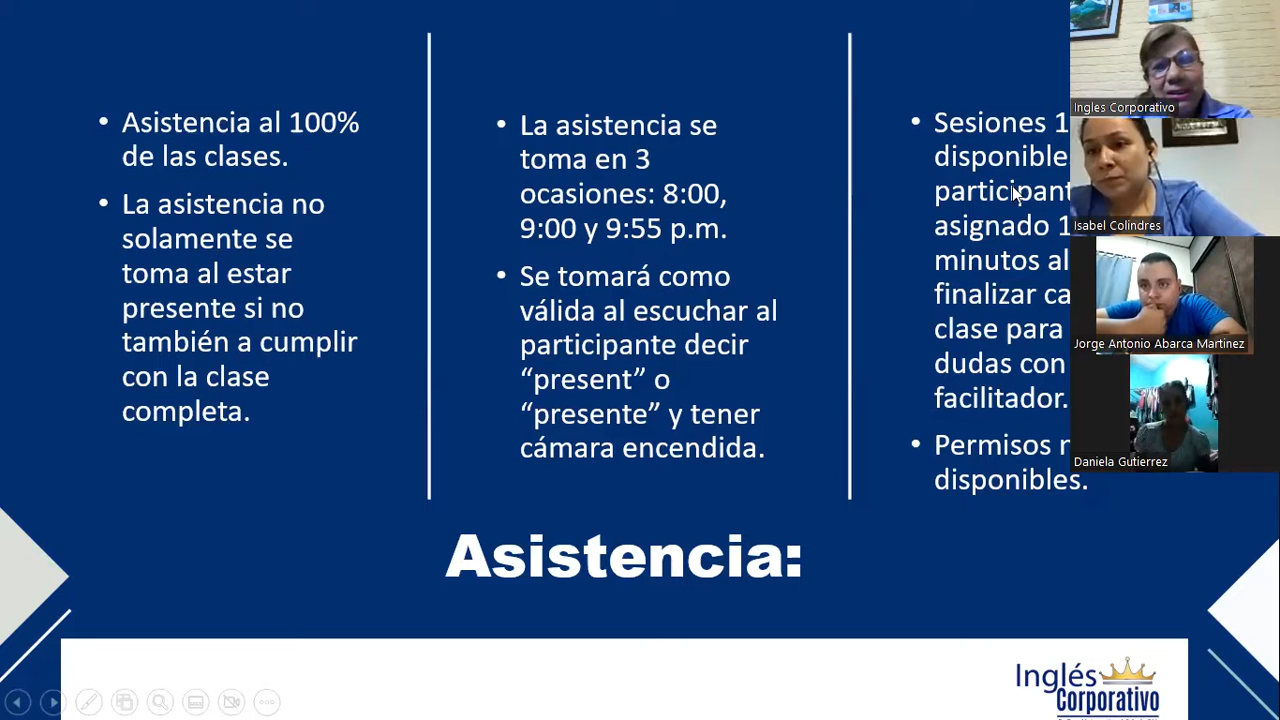 • Asistencia al 100%
de las clases.
• La asistencia no
solamente se
toma al estar
presente si no
también a cumplir
con la clase
completa.
• La asistencia se
toma en 3
ocasiones: 8:00,
9:00 y 9:55 p.m.
• Se tomará como
válida al escuchar al
participante decir
“present” o
“presente” y tener
cámara encendida.
• Sesiones
minutos al
finalizar
clase para
dudas con
facilitador.
• Permisos
disponibles.
Asistencia:
Ingles Corporativo
Isabel Colindres
Jorge Antonio Abarca Martinez
Daniela Gutierrez
Inglés
Corporativo